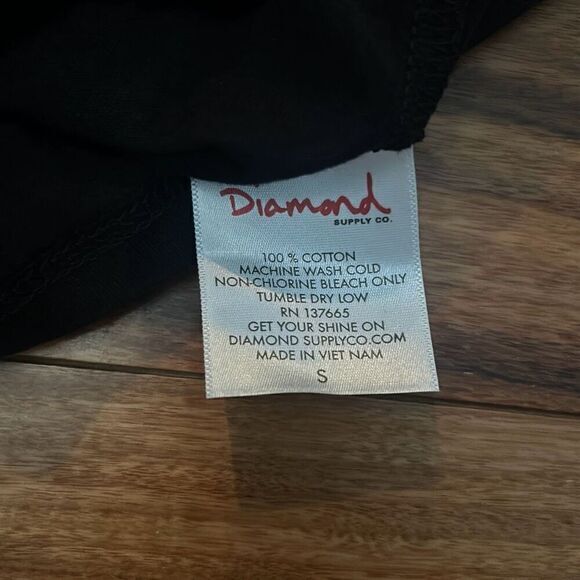 Diamond
SUPPLY CO.
100 % COTTON
MACHINE WASH COLD
NON-CHLORINE BLEACH ONLY
TUMBLE DRY LOW
RN 137665
GET YOUR SHINE ON
DIAMOND SUPPLYCO.COM
MADE IN VIET NAM
S